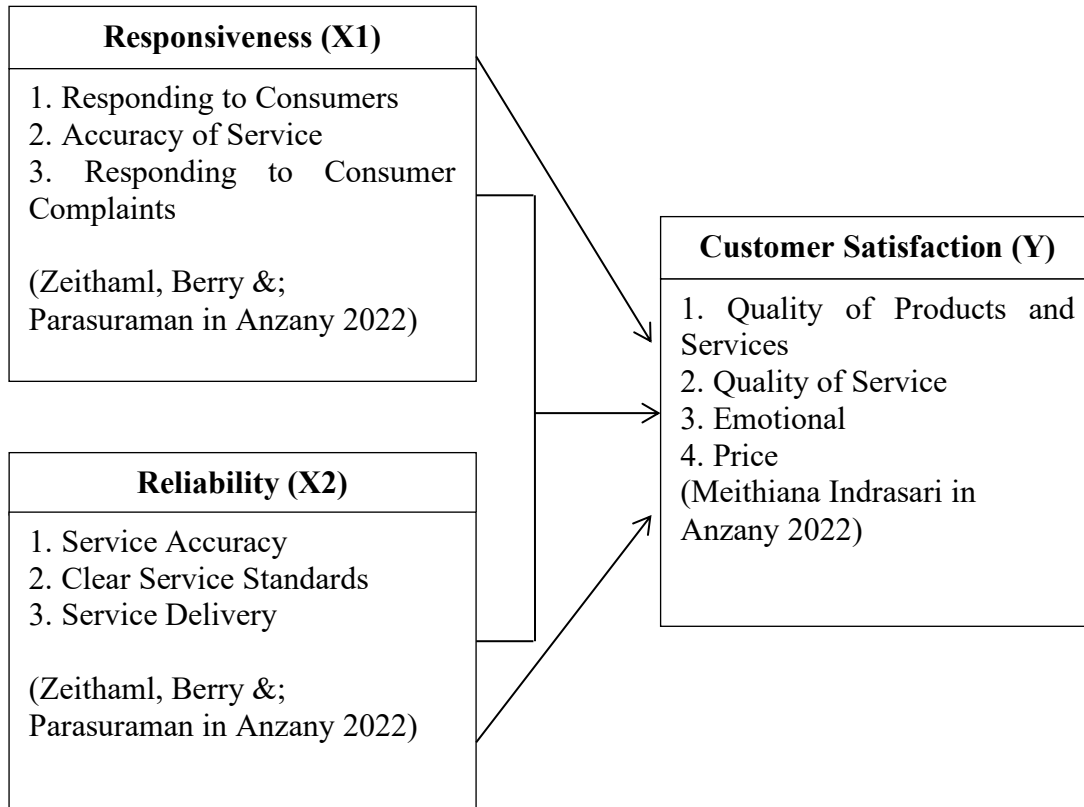 Responsiveness (X1)
1. Responding to Consumers
2. Accuracy of Service
3. Responding to Consumer
Complaints
(Zeithaml, Berry &;
Parasuraman in Anzany 2022)
Reliability (X2)
1. Service Accuracy
2. Clear Service Standards
3. Service Delivery
(Zeithaml, Berry &;
Parasuraman in Anzany 2022)
Customer Satisfaction (Y)
1. Quality of Products and
Services
2. Quality of Service
3. Emotional
4. Price
(Meithiana Indrasari in
Anzany 2022)